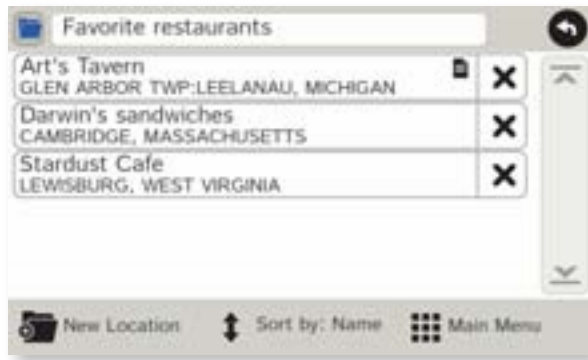 Favorite restaurants
Art's Tavern
GLEN ARBOR TWP:LEELANAU, MICHIGAN
Darwin's sandwiches
CAMBRIDGE, MASSACHUSETTS
Stardust Cafe
LEWISBURG, WEST VIRGINIA
New Location Sort by: Name Main Menu